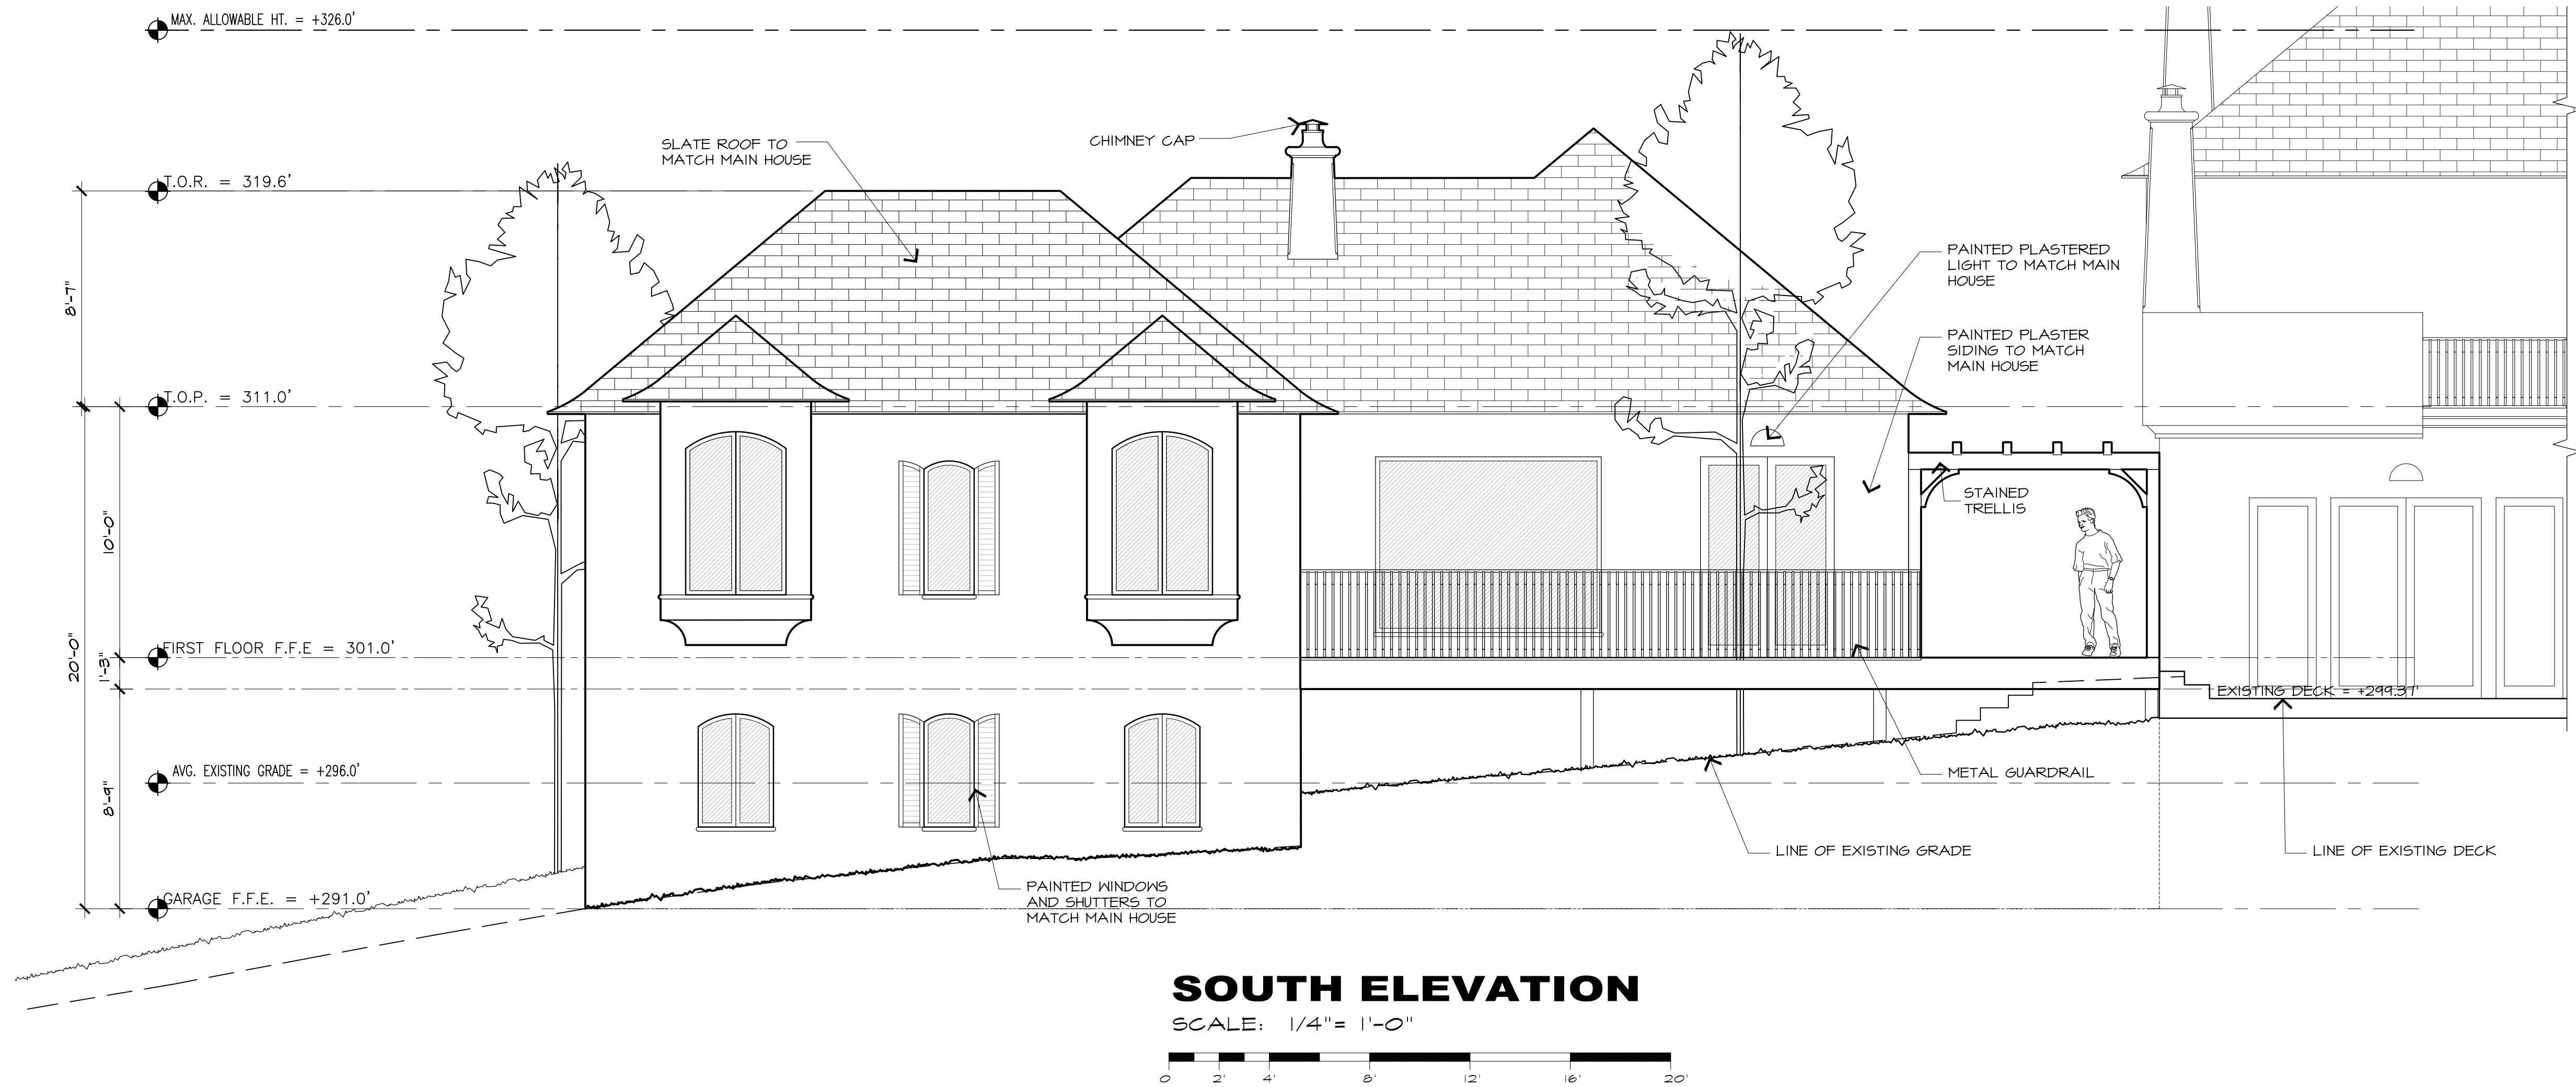 MAX. ALLOWABLE HT. = +326.0'
T.O.R. = 319.6'
SLATE ROOF TO
MATCH MAIN HOUSE
CHIMNEY CAP
8'-7"
PAINTED PLASTERED
LIGHT TO MATCH MAIN
HOUSE
PAINTED PLASTER
SIDING TO MATCH
MAIN HOUSE
T.O.P. = 311.0'
STAINED
TRELLIS
10'-0"
20'-0"
FIRST FLOOR F.F.E = 301.0'
1'-3"
EXISTING DECK = +299.37'
AVG. EXISTING GRADE = +296.0'
METAL GUARDRAIL
8'-9"
LINE OF EXISTING GRADE
LINE OF EXISTING DECK
GARAGE F.F.E. = +291.0'
PAINTED WINDOWS
AND SHUTTERS TO
MATCH MAIN HOUSE
SOUTH ELEVATION
SCALE: 1/4"= 1'-0"
0 2' 4' 8' 12' 16' 20'